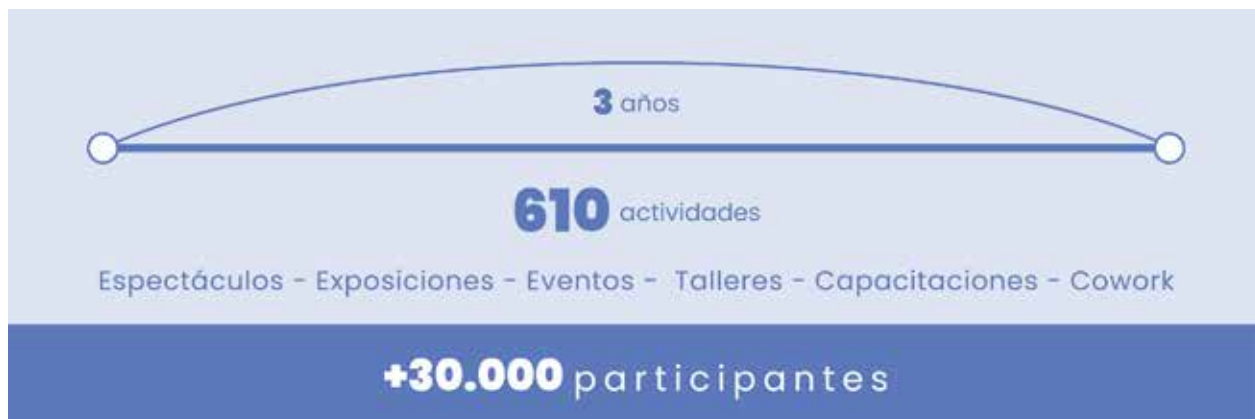 3 años
610 actividades
Espectáculos - Exposiciones - Eventos - Talleres - Capacitaciones - Cowork
+30.000 participantes